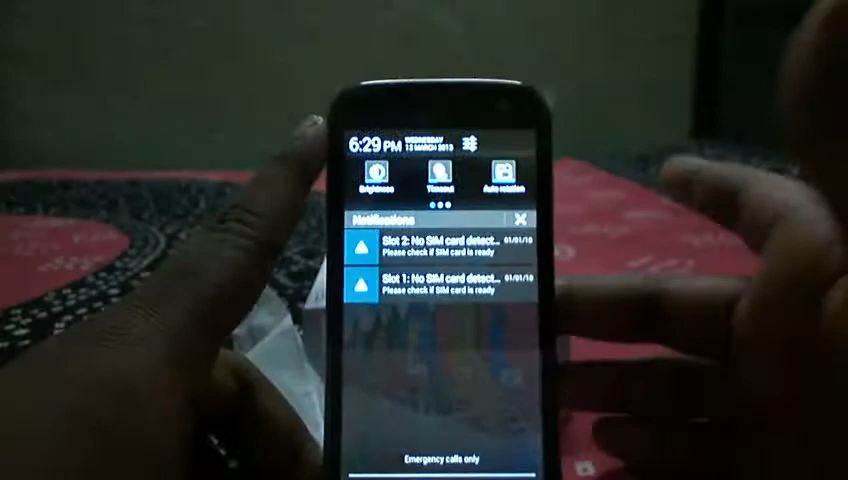 6:29 PM
WEDNESDAY
13 MARCH 2013
Brightness
Timeout
Auto rotation
Notifications
Slot 2: No SIM card detect... 01/01/10
Please check if SIM card is ready
Slot 1: No SIM card detect... 01/01/10
Please check if SIM card is ready
Emergency calls only